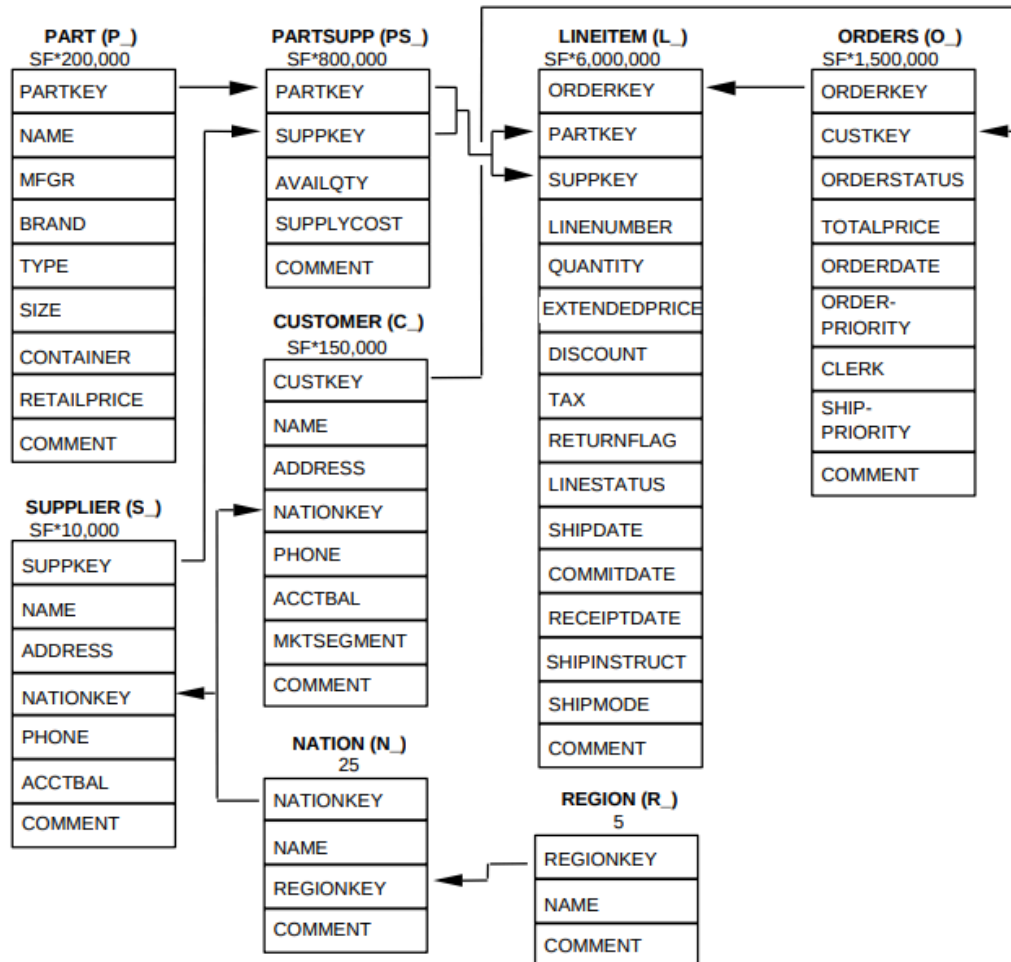 PART (P_)
SF*200,000
PARTKEY
NAME
MFGR
BRAND
TYPE
SIZE
CONTAINER
RETAILPRICE
COMMENT
SUPPLIER (S_)
SF*10,000
SUPPKEY
NAME
ADDRESS
NATIONKEY
PHONE
ACCTBAL
COMMENT
PARTSUPP (PS_)
SF*800,000
PARTKEY
SUPPKEY
AVAILQTY
SUPPLYCOST
COMMENT
CUSTOMER (C_)
SF*150,000
CUSTKEY
NAME
ADDRESS
NATIONKEY
PHONE
ACCTBAL
MKTSEGMENT
COMMENT
NATION (N_)
25
NATIONKEY
NAME
REGIONKEY
COMMENT
LINEITEM (L_)
SF*6,000,000
ORDERKEY
PARTKEY
SUPPKEY
LINENUMBER
QUANTITY
EXTENDEDPRICE
DISCOUNT
TAX
RETURNFLAG
LINESTATUS
SHIPDATE
COMMITDATE
RECEIPTDATE
SHIPINSTRUCT
SHIPMODE
COMMENT
REGION (R_)
5
REGIONKEY
NAME
COMMENT
ORDERS (O_)
SF*1,500,000
ORDERKEY
CUSTKEY
ORDERSTATUS
TOTALPRICE
ORDERDATE
ORDER-
PRIORITY
CLERK
SHIP-
PRIORITY
COMMENT